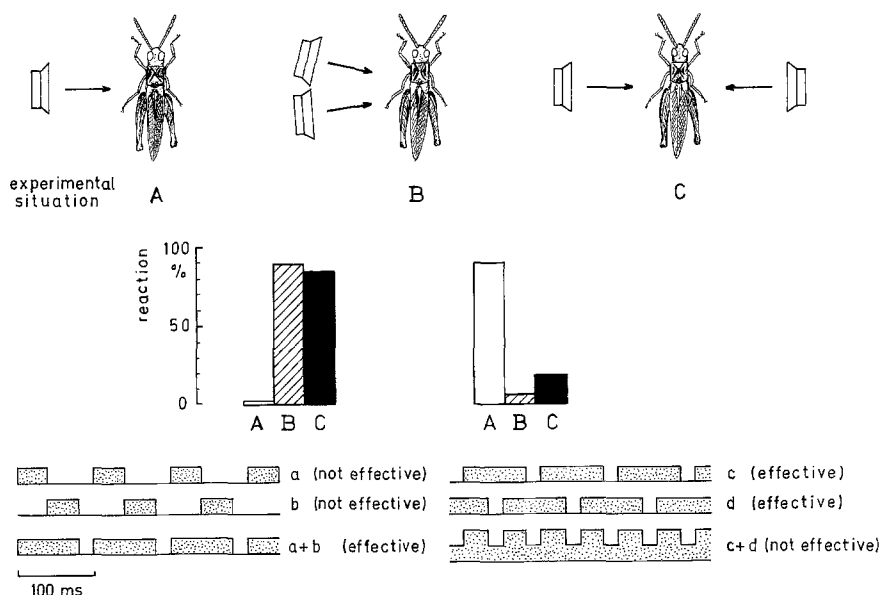 experimental
situation
A
B
C
reaction
%
100
50
0
A B C
A B C
a (not effective)
b (not effective)
a+b (effective)
100 ms
c (effective)
d (effective)
c+d (not effective)